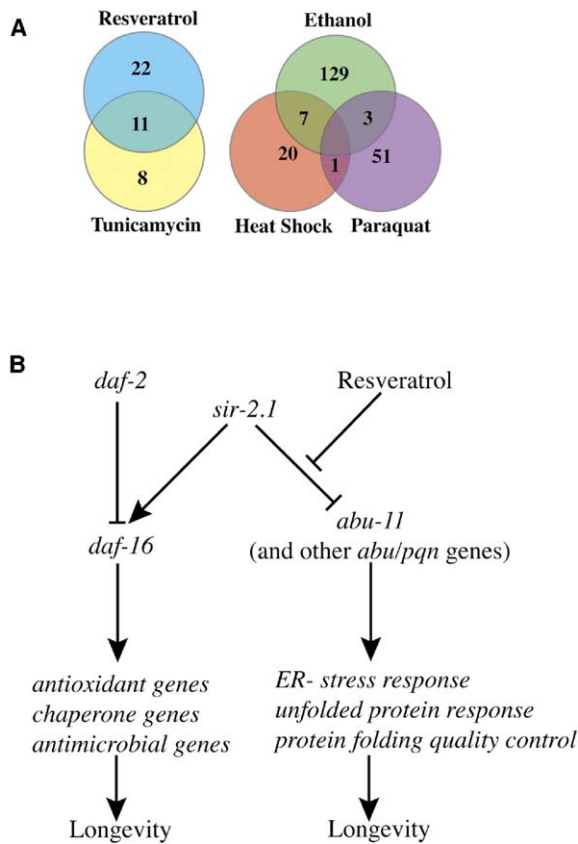 A
Resveratrol
22
11
8
Tunicamycin
Ethanol
129
7
3
20
1
51
Heat Shock
Paraquat
B
daf-2
sir-2.1
Resveratrol
daf-16
abu-11
(and other abu/pqn genes)
antioxidant genes
chaperone genes
antimicrobial genes
ER- stress response
unfolded protein response
protein folding quality control
Longevity
Longevity